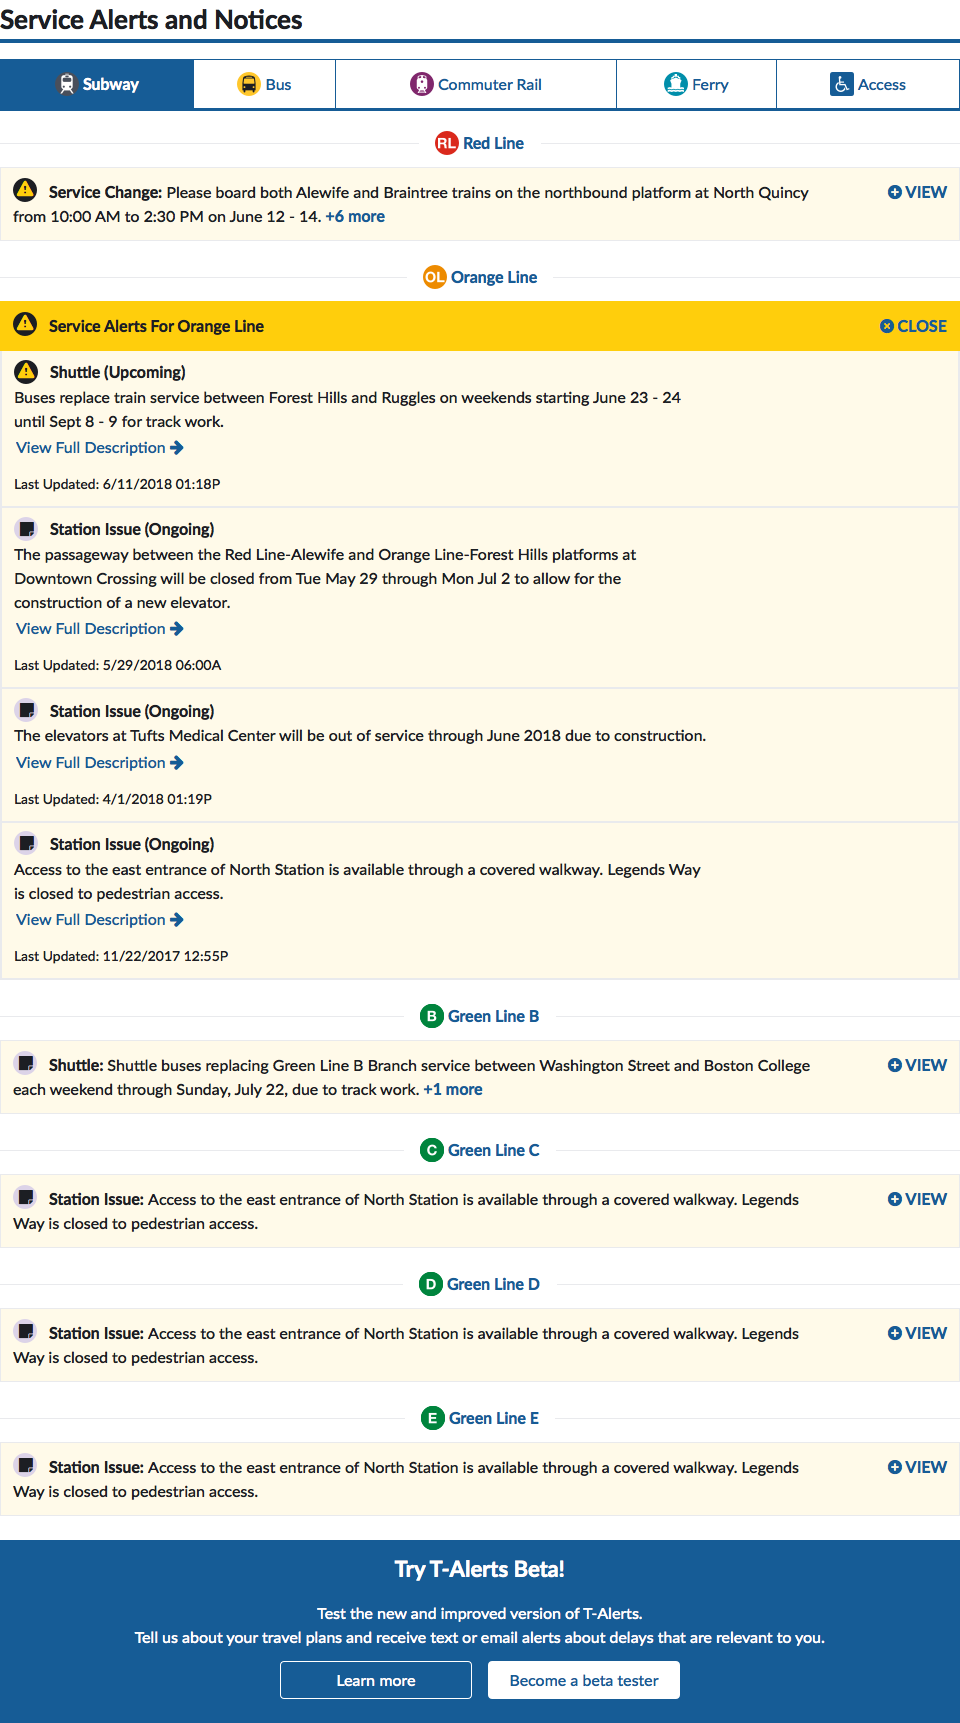 Service Alerts and Notices
Subway
Bus
Commuter Rail
Ferry
Access
RL Red Line
Service Change: Please board both Alewife and Braintree trains on the northbound platform at North Quincy
from 10:00 AM to 2:30 PM on June 12 - 14. +6 more
VIEW
OL Orange Line
Service Alerts For Orange Line
CLOSE
Shuttle (Upcoming)
Buses replace train service between Forest Hills and Ruggles on weekends starting June 23 - 24
until Sept 8 - 9 for track work.
View Full Description
Last Updated: 6/11/2018 01:18P
Station Issue (Ongoing)
The passageway between the Red Line-Alewife and Orange Line-Forest Hills platforms at
Downtown Crossing will be closed from Tue May 29 through Mon Jul 2 to allow for the
construction of a new elevator.
View Full Description
Last Updated: 5/29/2018 06:00A
Station Issue (Ongoing)
The elevators at Tufts Medical Center will be out of service through June 2018 due to construction.
View Full Description
Last Updated: 4/1/2018 01:19P
Station Issue (Ongoing)
Access to the east entrance of North Station is available through a covered walkway. Legends Way
is closed to pedestrian access.
View Full Description
Last Updated: 11/22/2017 12:55P
B Green Line B
Shuttle: Shuttle buses replacing Green Line B Branch service between Washington Street and Boston College
each weekend through Sunday, July 22, due to track work. +1 more
VIEW
C Green Line C
Station Issue: Access to the east entrance of North Station is available through a covered walkway. Legends
Way is closed to pedestrian access.
VIEW
D Green Line D
Station Issue: Access to the east entrance of North Station is available through a covered walkway. Legends
Way is closed to pedestrian access.
VIEW
E Green Line E
Station Issue: Access to the east entrance of North Station is available through a covered walkway. Legends
Way is closed to pedestrian access.
VIEW
Try T-Alerts Beta!
Test the new and improved version of T-Alerts.
Tell us about your travel plans and receive text or email alerts about delays that are relevant to you.
Learn more
Become a beta tester